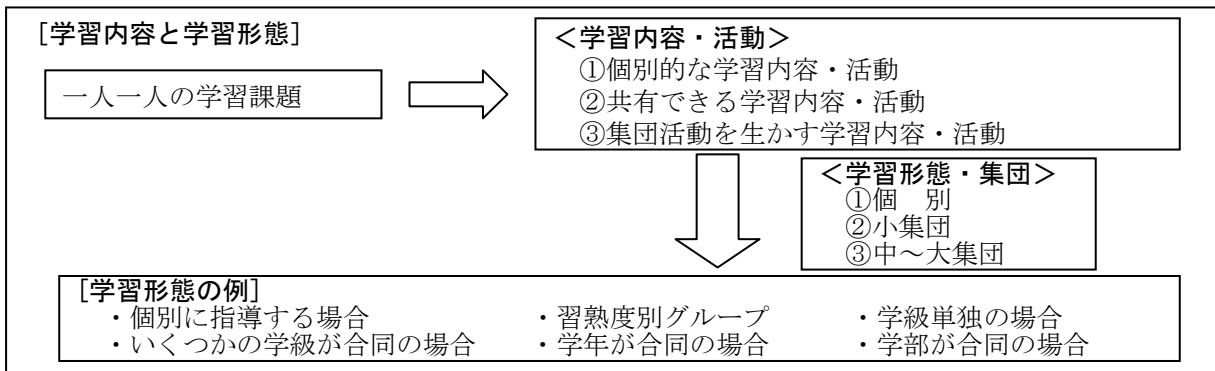 [学習内容と学習形態]
一人一人の学習課題
＜学習内容・活動＞
①個別的な学習内容・活動
②共有できる学習内容・活動
③集団活動を生かす学習内容・活動
＜学習形態・集団＞
①個　別
②小集団
③中～大集団
[学習形態の例]
・個別に指導する場合　・習熟度別グループ　・学級単独の場合
・いくつかの学級が合同の場合　・学年が合同の場合　・学部が合同の場合